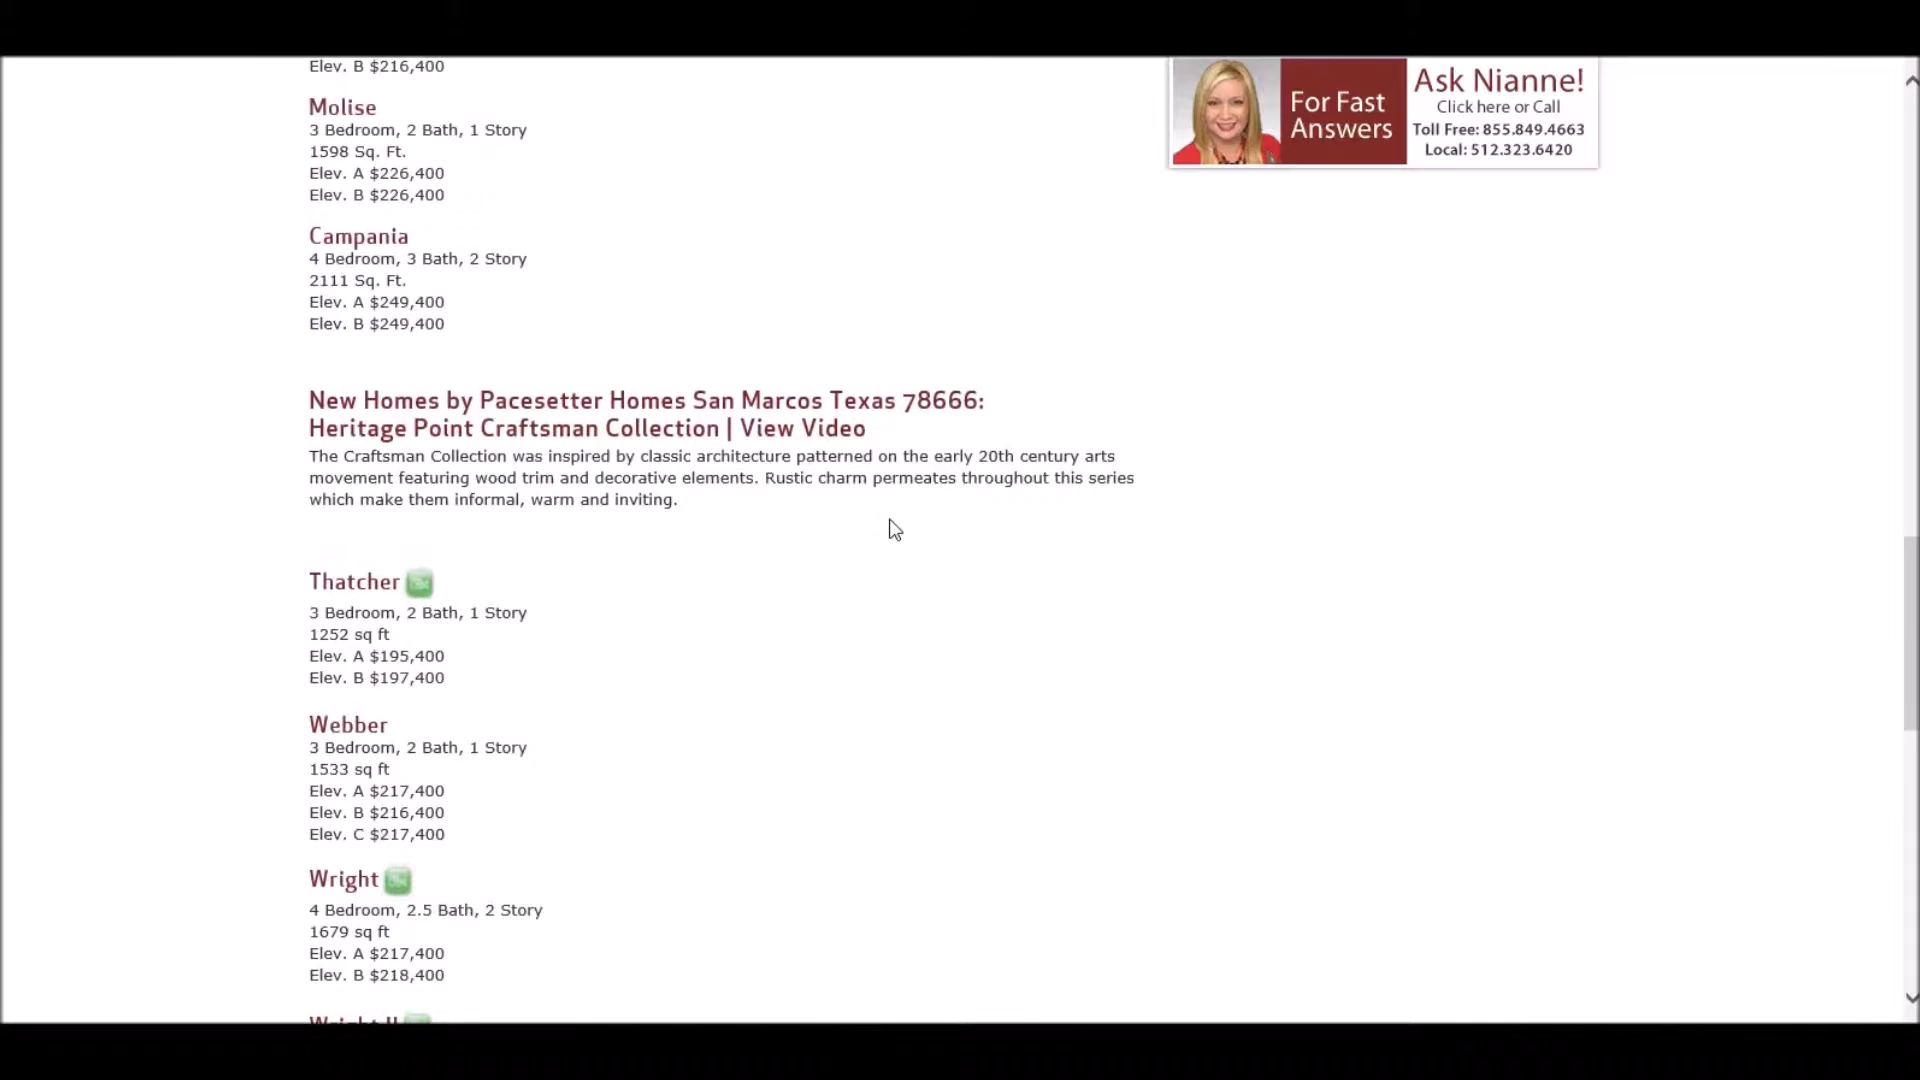 Elev. B $216,400
Molise
3 Bedroom, 2 Bath, 1 Story
1598 Sq. Ft.
Elev. A $226,400
Elev. B $226,400
Campania
4 Bedroom, 3 Bath, 2 Story
2111 Sq. Ft.
Elev. A $249,400
Elev. B $249,400
New Homes by Pacesetter Homes San Marcos Texas 78666:
Heritage Point Craftsman Collection | View Video
The Craftsman Collection was inspired by classic architecture patterned on the early 20th century arts
movement featuring wood trim and decorative elements. Rustic charm permeates throughout this series
which make them informal, warm and inviting.
Thatcher
3 Bedroom, 2 Bath, 1 Story
1252 sq ft
Elev. A $195,400
Elev. B $197,400
Webber
3 Bedroom, 2 Bath, 1 Story
1533 sq ft
Elev. A $217,400
Elev. B $216,400
Elev. C $217,400
Wright
4 Bedroom, 2.5 Bath, 2 Story
1679 sq ft
Elev. A $217,400
Elev. B $218,400
Wright II
For Fast
Answers
Ask Nianne!
Click here or Call
Toll Free: 855.849.4663
Local: 512.323.6420